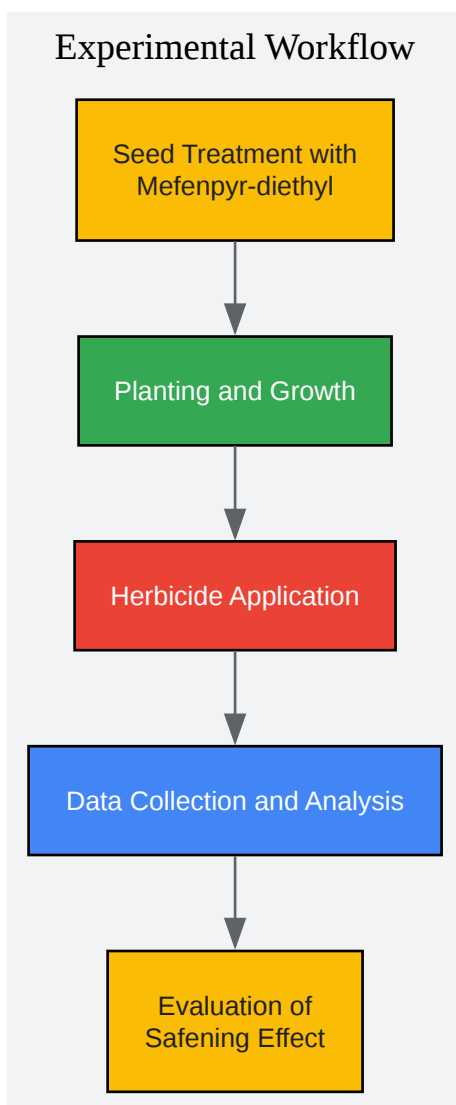 Experimental Workflow
Seed Treatment with
Mefenpyr-diethyl
Planting and Growth
Herbicide Application
Data Collection and Analysis
Evaluation of
Safening Effect